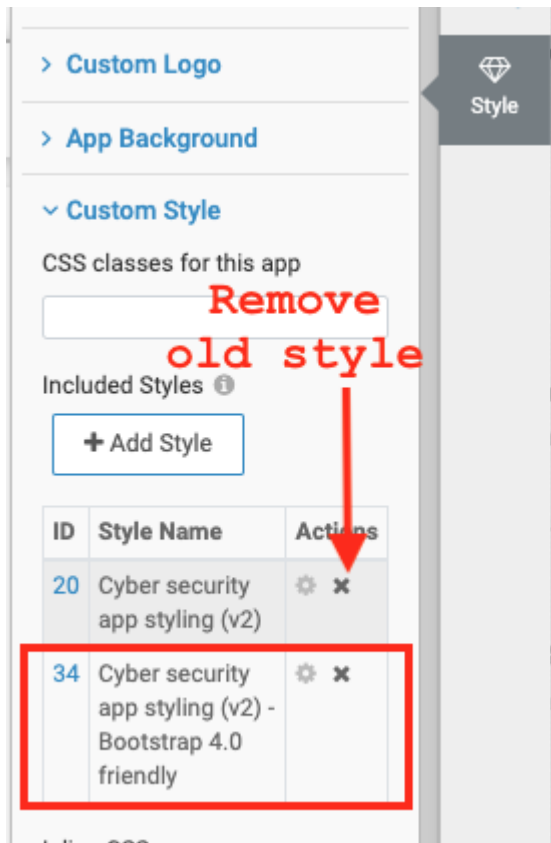 > Custom Logo
Style
> App Background
Custom Style
CSS classes for this app
Remove
old style
Included Styles
+ Add Style
ID Style Name Actions
20 Cyber security
app styling (v2)
34 Cyber security
app styling (v2) -
Bootstrap 4.0
friendly